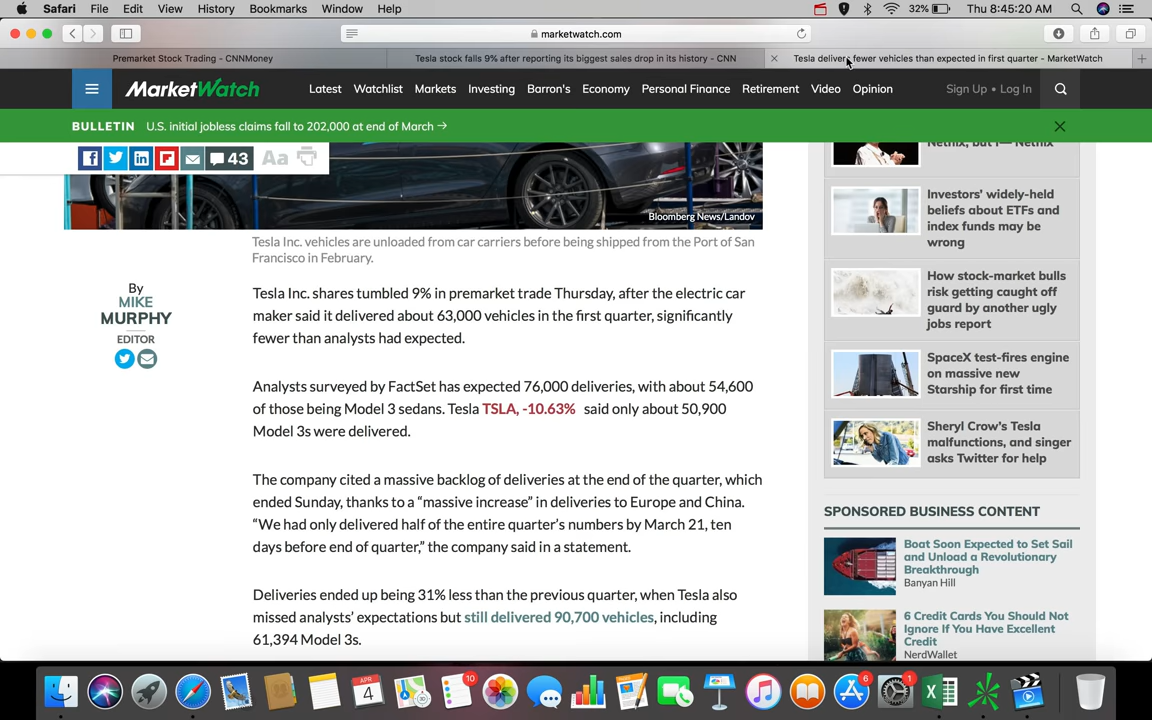 Safari File Edit View History Bookmarks Window Help 32% Thu 8:45:20 AM
marketwatch.com
Premarket Stock Trading - CNNMoney
Tesla stock falls 9% after reporting its biggest sales drop in its history - CNN
Tesla delivers fewer vehicles than expected in first quarter - MarketWatch
MarketWatch Latest Watchlist Markets Investing Barron's Economy Personal Finance Retirement Video Opinion Sign Up • Log In
BULLETIN U.S. initial jobless claims fall to 202,000 at end of March →
43 Aa
Bloomberg News/Landov
Tesla Inc. vehicles are unloaded from car carriers before being shipped from the Port of San
Francisco in February.
By
MIKE
MURPHY
EDITOR
Tesla Inc. shares tumbled 9% in premarket trade Thursday, after the electric car
maker said it delivered about 63,000 vehicles in the first quarter, significantly
fewer than analysts had expected.
Analysts surveyed by FactSet has expected 76,000 deliveries, with about 54,600
of those being Model 3 sedans. Tesla TSLA, -10.63% said only about 50,900
Model 3s were delivered.
The company cited a massive backlog of deliveries at the end of the quarter, which
ended Sunday, thanks to a “massive increase” in deliveries to Europe and China.
“We had only delivered half of the entire quarter’s numbers by March 21, ten
days before end of quarter,” the company said in a statement.
Deliveries ended up being 31% less than the previous quarter, when Tesla also
missed analysts’ expectations but still delivered 90,700 vehicles, including
61,394 Model 3s.
Netflix, but I— Netflix
Investors’ widely-held
beliefs about ETFs and
index funds may be
wrong
How stock-market bulls
risk getting caught off
guard by another ugly
jobs report
SpaceX test-fires engine
on massive new
Starship for first time
Sheryl Crow’s Tesla
malfunctions, and singer
asks Twitter for help
SPONSORED BUSINESS CONTENT
Boat Soon Expected to Set Sail
and Unload a Revolutionary
Breakthrough
Banyan Hill
6 Credit Cards You Should Not
Ignore If You Have Excellent
Credit
NerdWallet
APR
4
10
6
1